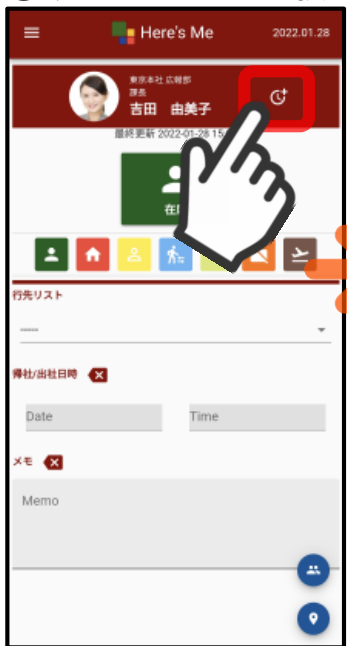 Here's Me
2022.01.28
東京本社 広報部
課長
吉田 由美子
最終更新 2022-01-28 15
行先リスト
----
帰社/出社日時
Date
Time
メモ
Memo